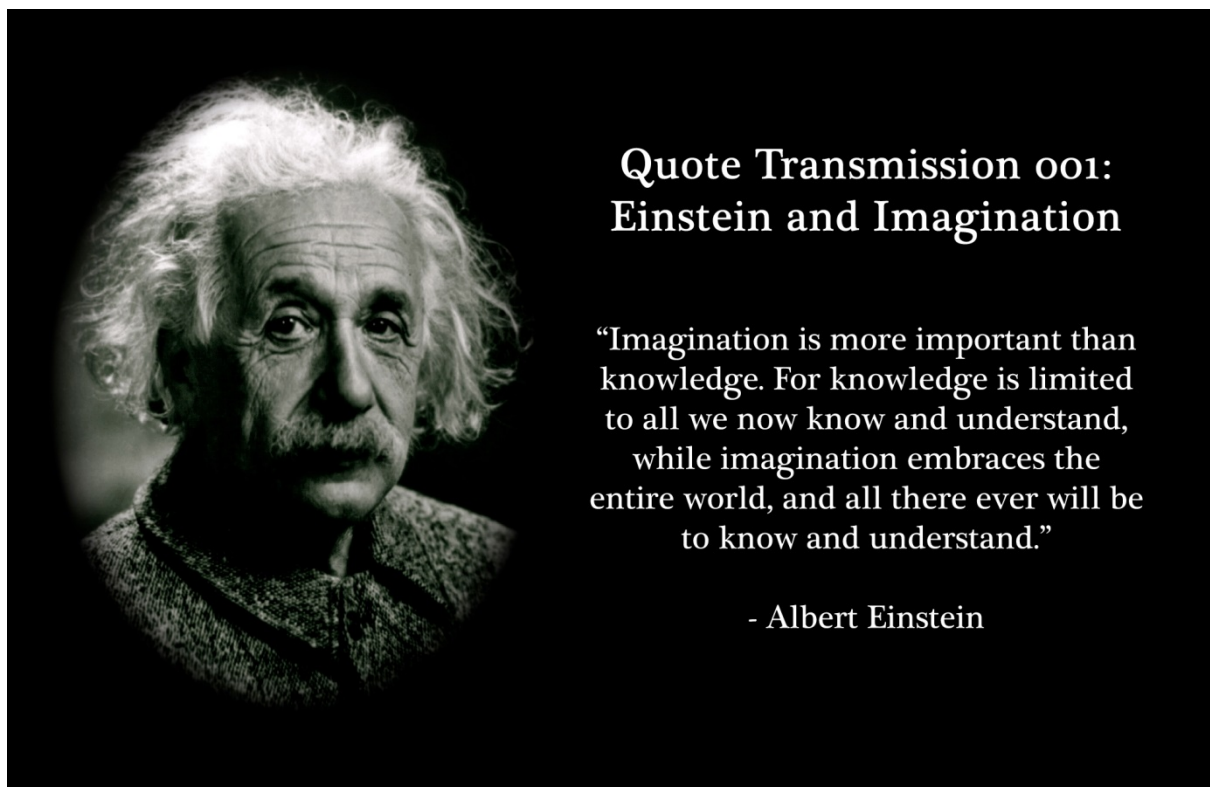 Quote Transmission 001:
Einstein and Imagination
“Imagination is more important than
knowledge. For knowledge is limited
to all we now know and understand,
while imagination embraces the
entire world, and all there ever will be
to know and understand.”
- Albert Einstein